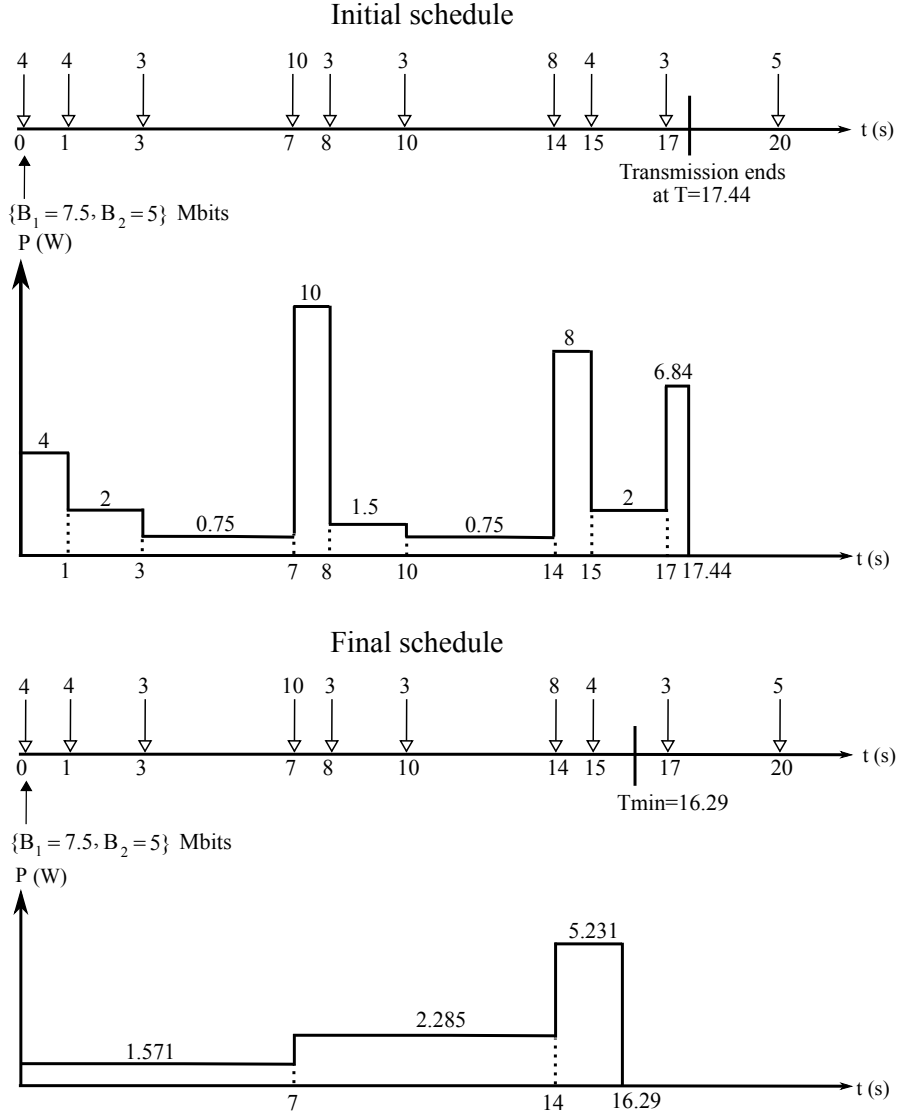 Initial schedule
4 4 3 10 3 3 8 4 3 5
t (s)
0 1 3 7 8 10 14 15 17 20
Transmission ends
at T=17.44
{B1 = 7.5, B2 = 5} Mbits
P (W)
10
8
6.84
4
2 2
1.5
0.75 0.75
t (s)
1 3 7 8 10 14 15 17 17.44
Final schedule
4 4 3 10 3 3 8 4 3 5
t (s)
0 1 3 7 8 10 14 15 17 20
Tmin=16.29
{B1 = 7.5, B2 = 5} Mbits
P (W)
5.231
2.285
1.571
t (s)
7 14 16.29